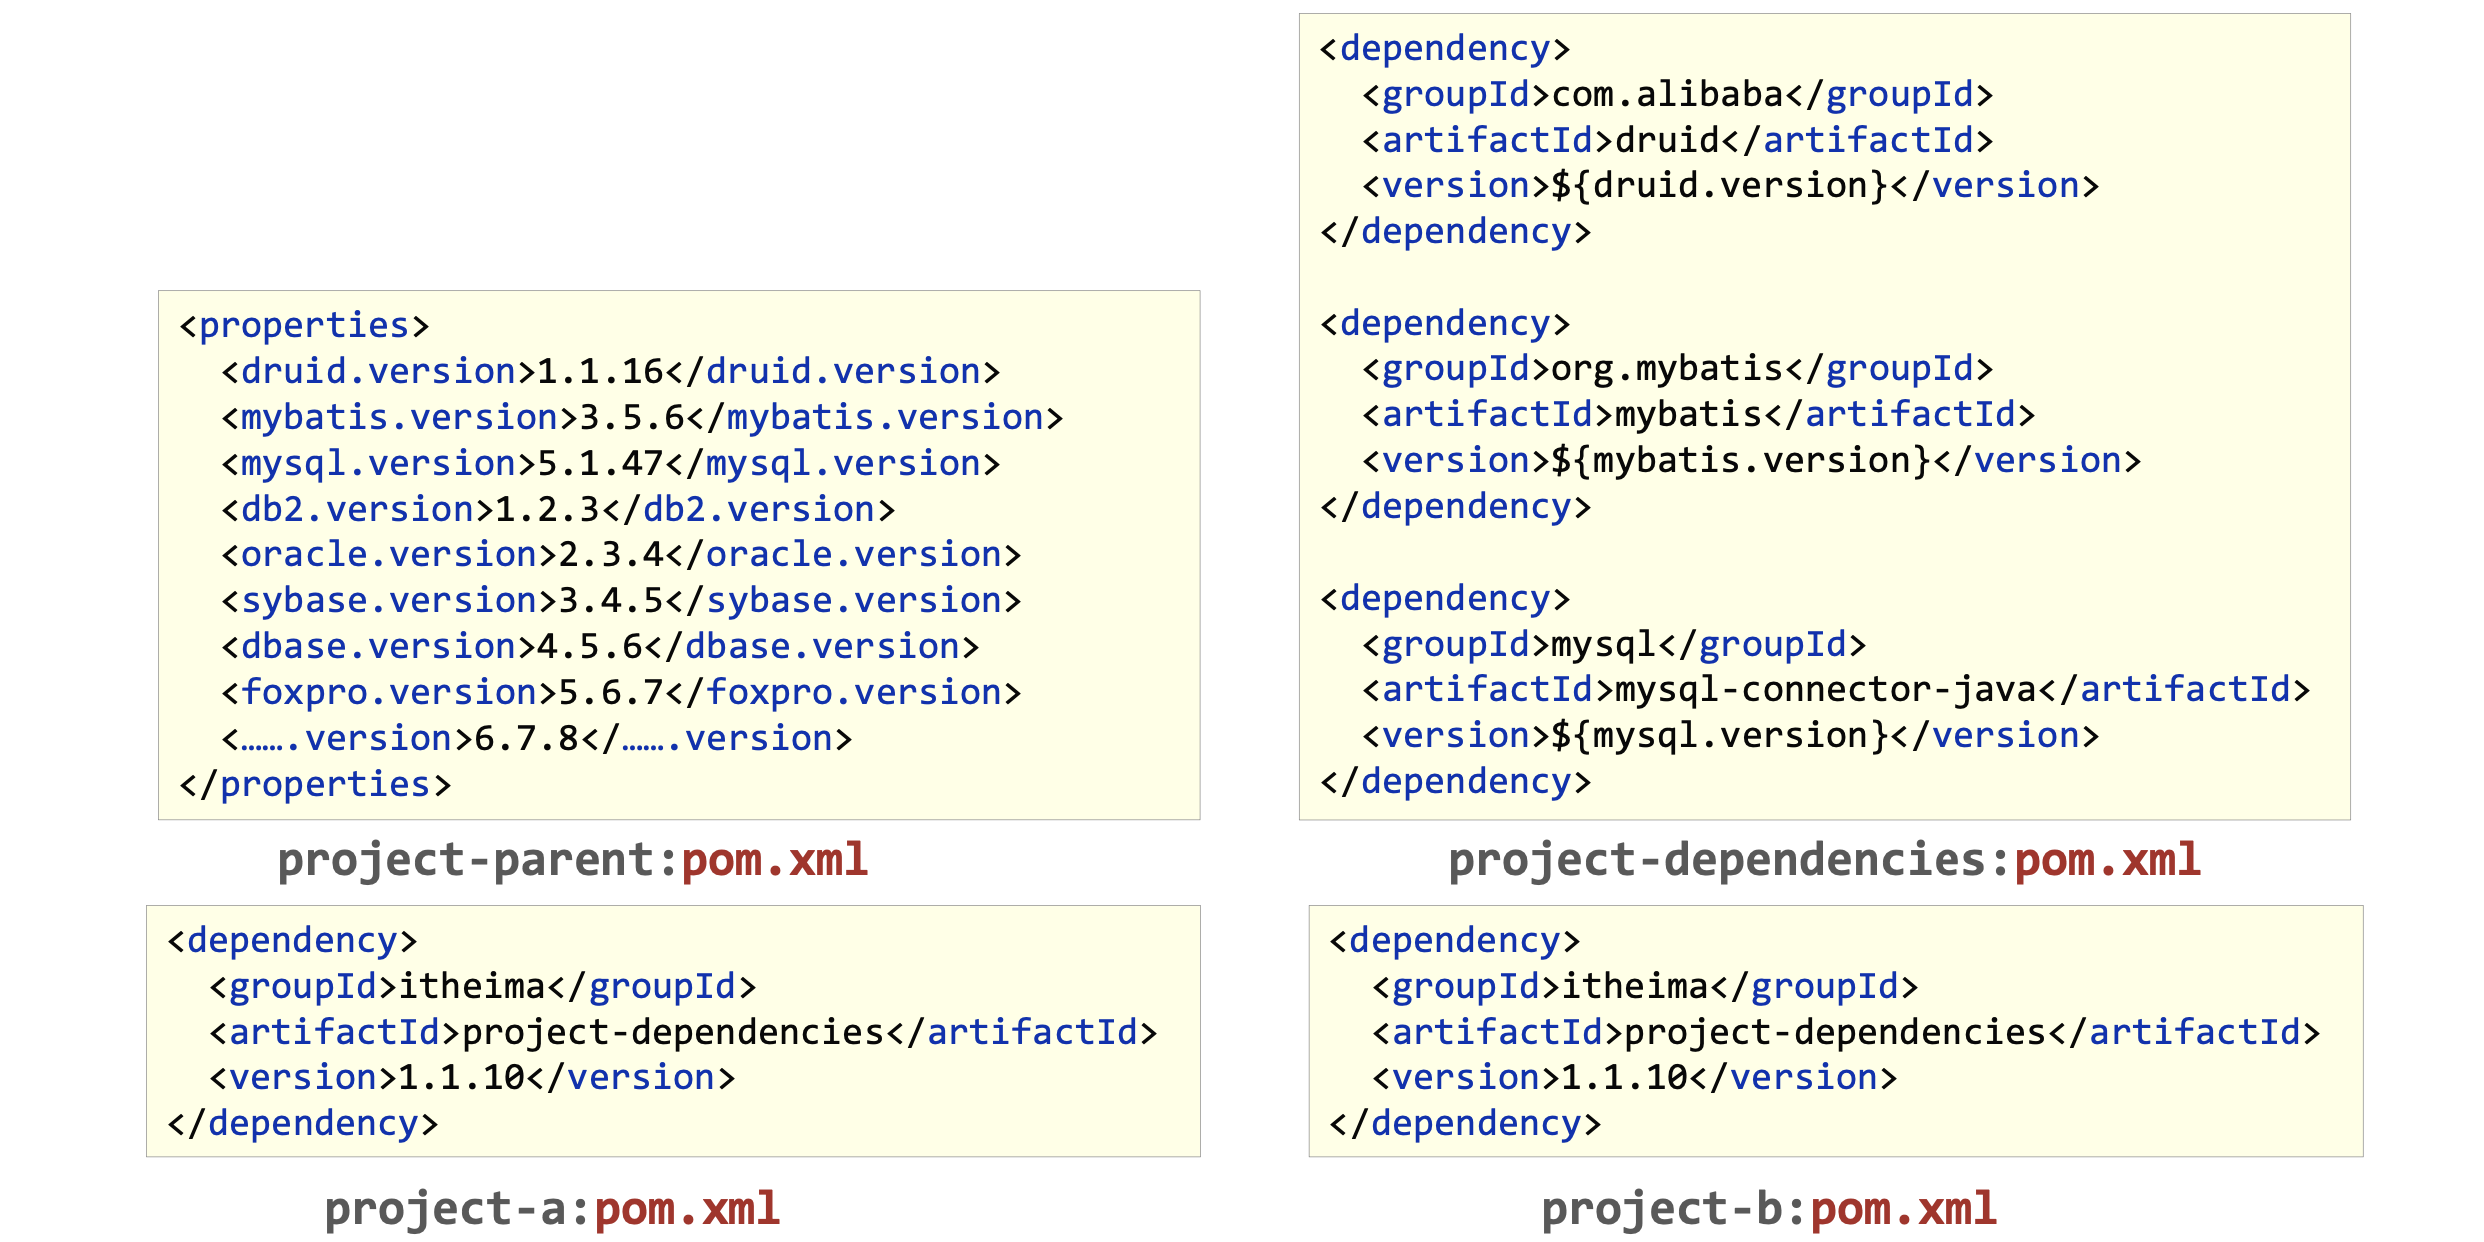 <properties>
  <druid.version>1.1.16</druid.version>
  <mybatis.version>3.5.6</mybatis.version>
  <mysql.version>5.1.47</mysql.version>
  <db2.version>1.2.3</db2.version>
  <oracle.version>2.3.4</oracle.version>
  <sybase.version>3.4.5</sybase.version>
  <dbase.version>4.5.6</dbase.version>
  <foxpro.version>5.6.7</foxpro.version>
  <…….version>6.7.8</…….version>
</properties>
project-parent:pom.xml
<dependency>
  <groupId>com.alibaba</groupId>
  <artifactId>druid</artifactId>
  <version>${druid.version}</version>
</dependency>
<dependency>
  <groupId>org.mybatis</groupId>
  <artifactId>mybatis</artifactId>
  <version>${mybatis.version}</version>
</dependency>
<dependency>
  <groupId>mysql</groupId>
  <artifactId>mysql-connector-java</artifactId>
  <version>${mysql.version}</version>
</dependency>
project-dependencies:pom.xml
<dependency>
  <groupId>itheima</groupId>
  <artifactId>project-dependencies</artifactId>
  <version>1.1.10</version>
</dependency>
project-a:pom.xml
<dependency>
  <groupId>itheima</groupId>
  <artifactId>project-dependencies</artifactId>
  <version>1.1.10</version>
</dependency>
project-b:pom.xml